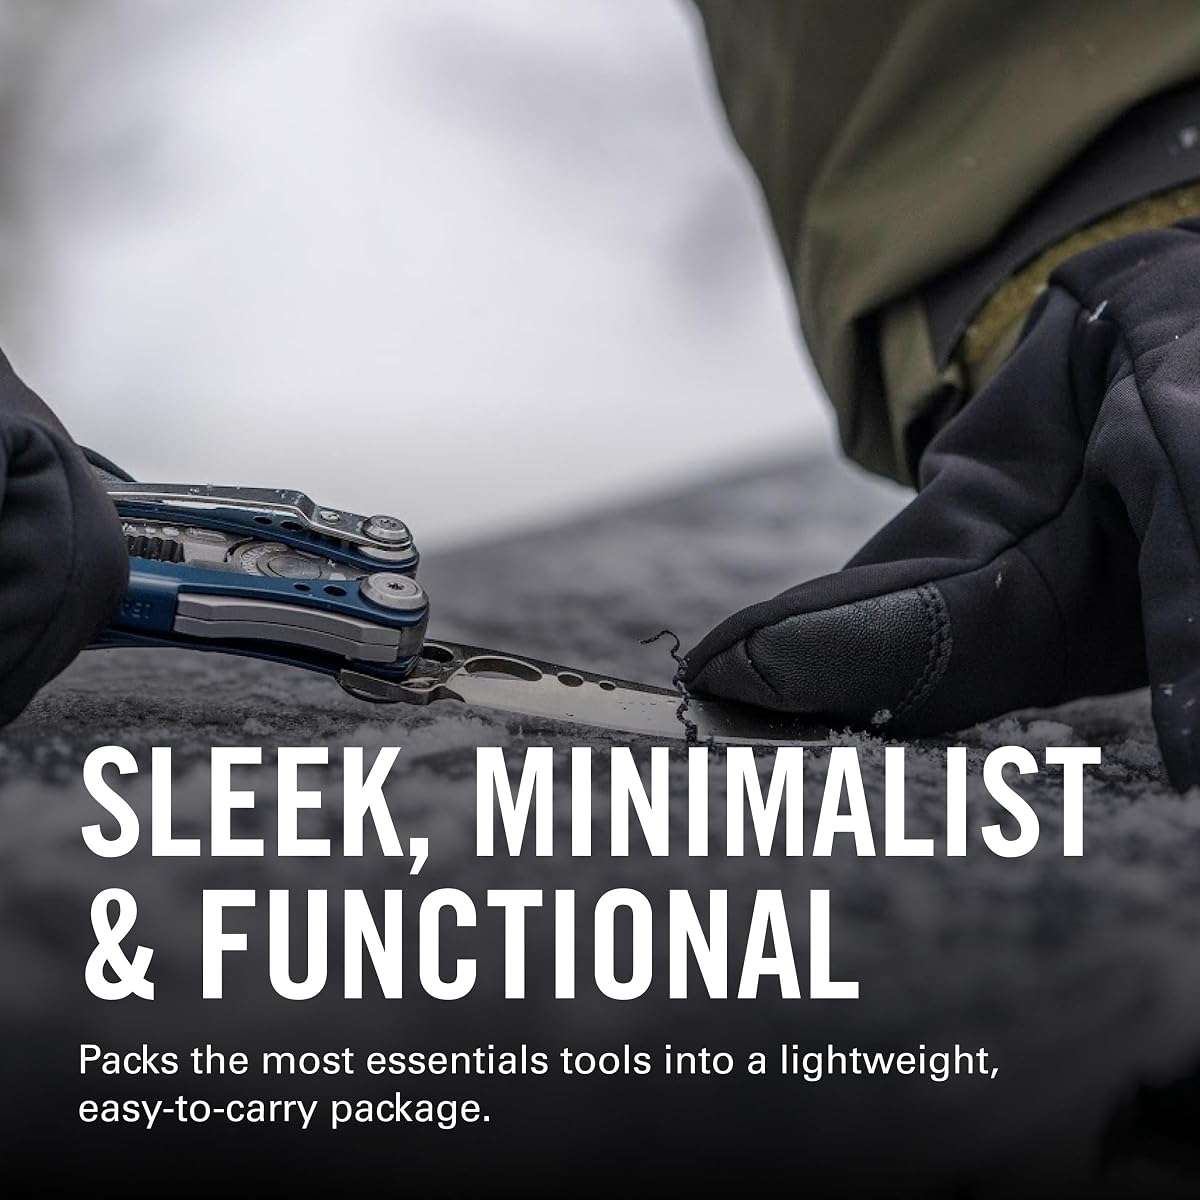 SLEEK, MINIMALIST
& FUNCTIONAL
Packs the most essentials tools into a lightweight,
easy-to-carry package.